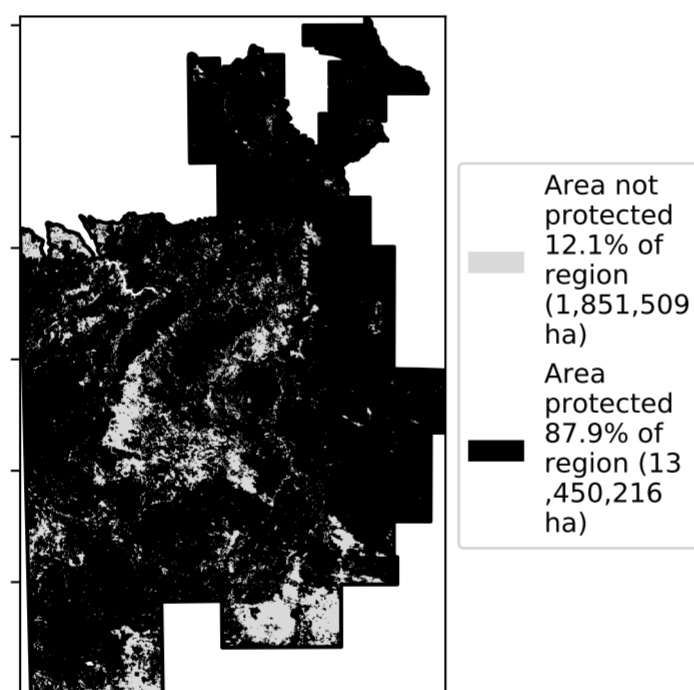 Area not
protected
12.1% of
region
(1,851,509
ha)
Area
protected
87.9% of
region (13
,450,216
ha)